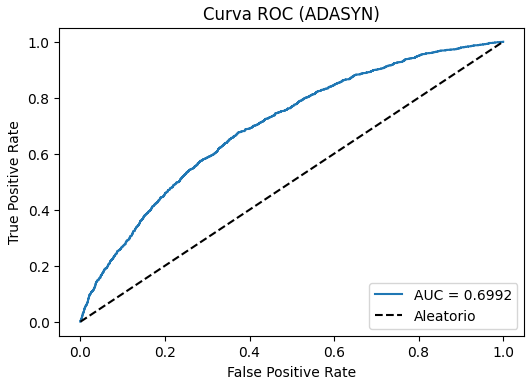 Curva ROC (ADASYN)
True Positive Rate
1.0
0.8
0.6
0.4
0.2
0.0
AUC = 0.6992
Aleatorio
0.0 0.2 0.4 0.6 0.8 1.0
False Positive Rate